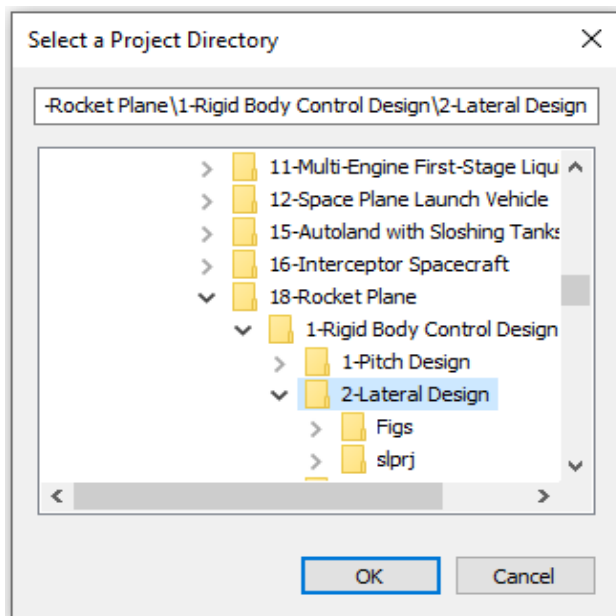 Select a Project Directory
-Rocket Plane\1-Rigid Body Control Design\2-Lateral Design
11-Multi-Engine First-Stage Liqu
12-Space Plane Launch Vehicle
15-Autoland with Sloshing Tanks
16-Interceptor Spacecraft
18-Rocket Plane
1-Rigid Body Control Design
1-Pitch Design
2-Lateral Design
Figs
slprj
OK Cancel